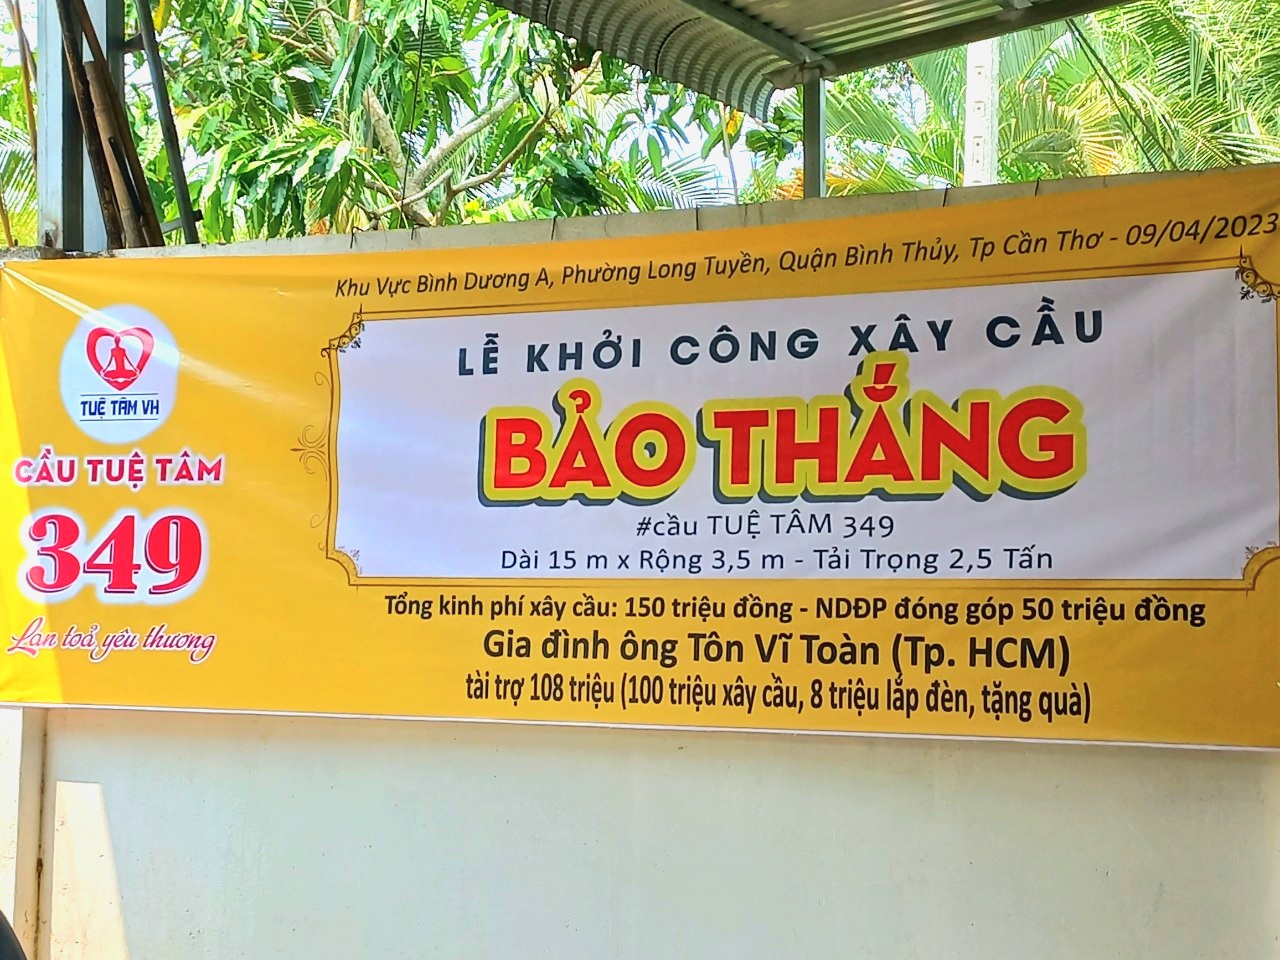 Khu Vực Bình Dương A, Phường Long Tuyền, Quận Bình Thủy, Tp Cần Thơ - 09/04/2023
TUỆ TÂM VH
CẦU TUỆ TÂM
349
Lan toả yêu thương
LỄ KHỞI CÔNG XÂY CẦU
BẢO THẮNG
#cầu TUỆ TÂM 349
Dài 15 m x Rộng 3,5 m - Tải Trọng 2,5 Tấn
Tổng kinh phí xây cầu: 150 triệu đồng - NDĐP đóng góp 50 triệu đồng
Gia đình ông Tôn Vĩ Toàn (Tp. HCM)
tài trợ 108 triệu (100 triệu xây cầu, 8 triệu lắp đèn, tặng quà)